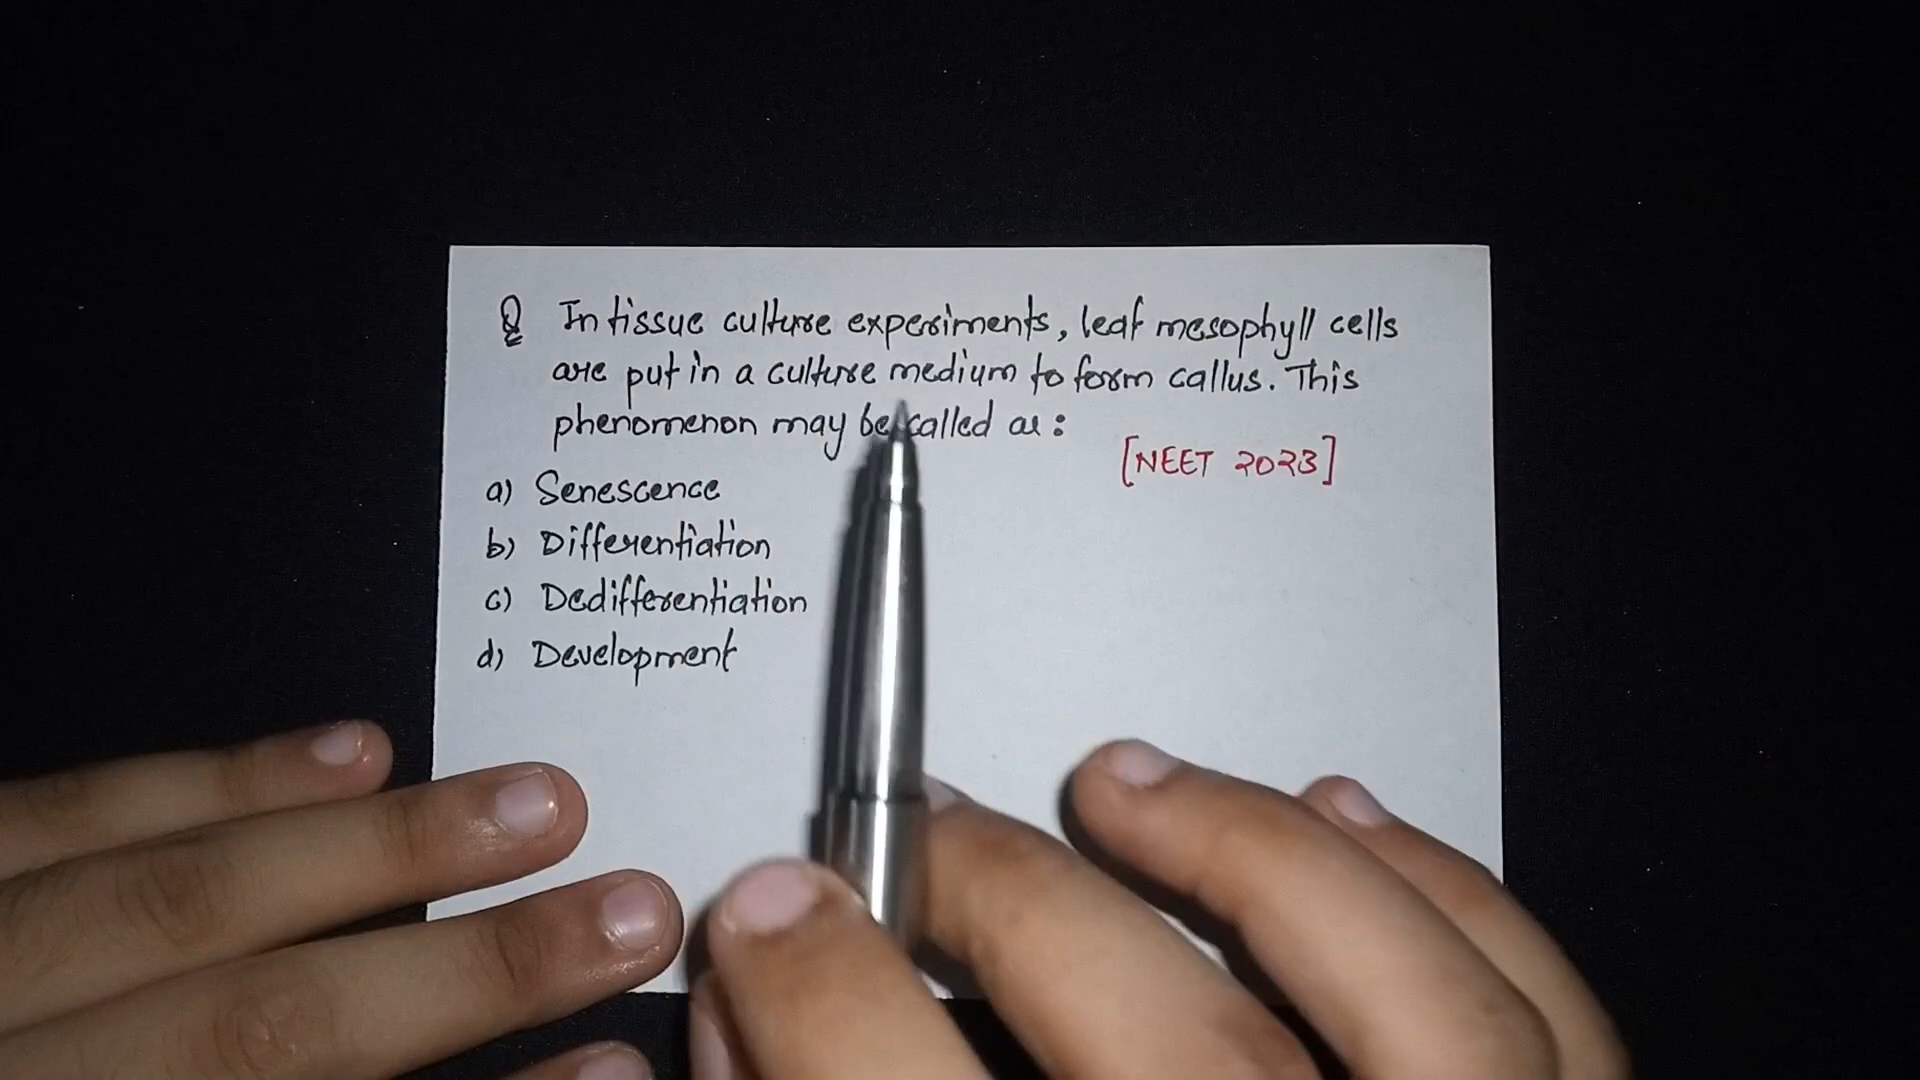 Q In tissue culture experiments, leaf mesophyll cells
are put in a culture medium to form callus. This
phenomenon may be called as:
[NEET 2023]
a) Senescence
b) Differentiation
c) Dedifferentiation
d) Development